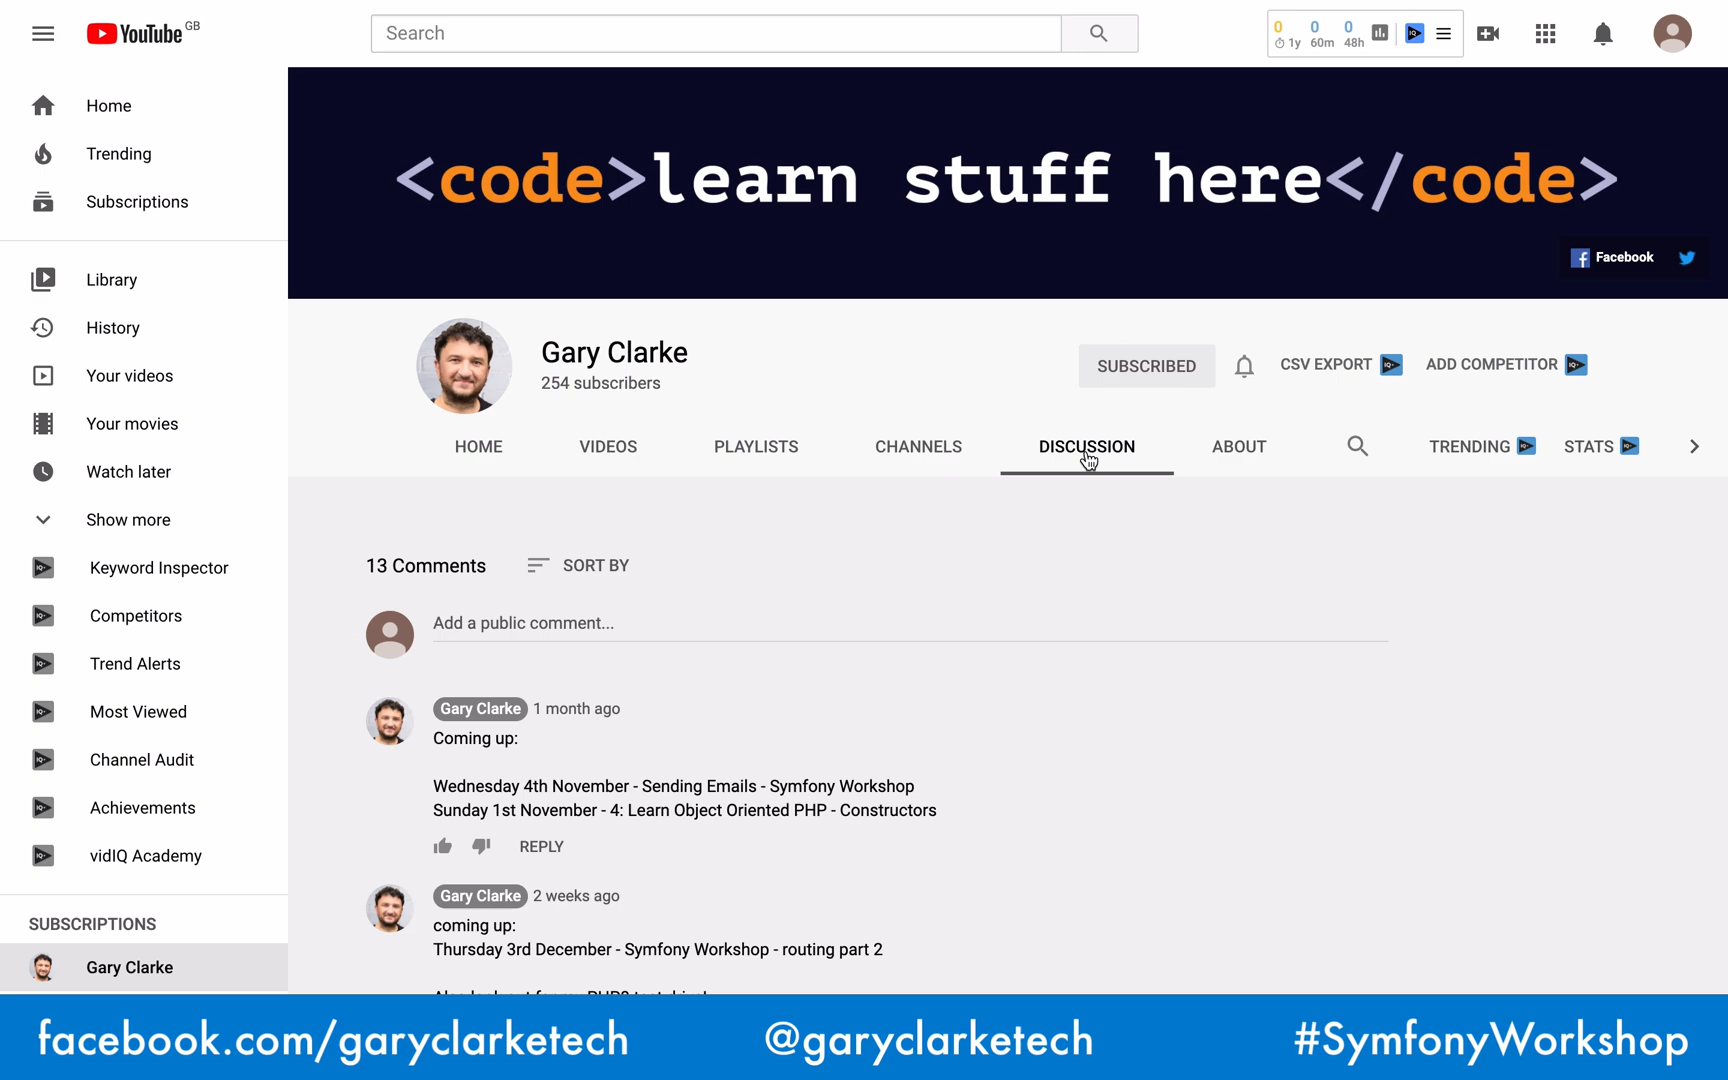 YouTube GB
Search
0 0 0
1y 60m 48h
Home
Trending
Subscriptions
Library
History
Your videos
Your movies
Watch later
Show more
Keyword Inspector
Competitors
Trend Alerts
Most Viewed
Channel Audit
Achievements
vidIQ Academy
SUBSCRIPTIONS
Gary Clarke
<code>learn stuff here</code>
Facebook
Gary Clarke
254 subscribers
SUBSCRIBED
CSV EXPORT
ADD COMPETITOR
HOME VIDEOS PLAYLISTS CHANNELS DISCUSSION ABOUT TRENDING STATS
13 Comments SORT BY
Add a public comment...
Gary Clarke 1 month ago
Coming up:
Wednesday 4th November - Sending Emails - Symfony Workshop
Sunday 1st November - 4: Learn Object Oriented PHP - Constructors
REPLY
Gary Clarke 2 weeks ago
coming up:
Thursday 3rd December - Symfony Workshop - routing part 2
facebook.com/garyclarketech @garyclarketech #SymfonyWorkshop